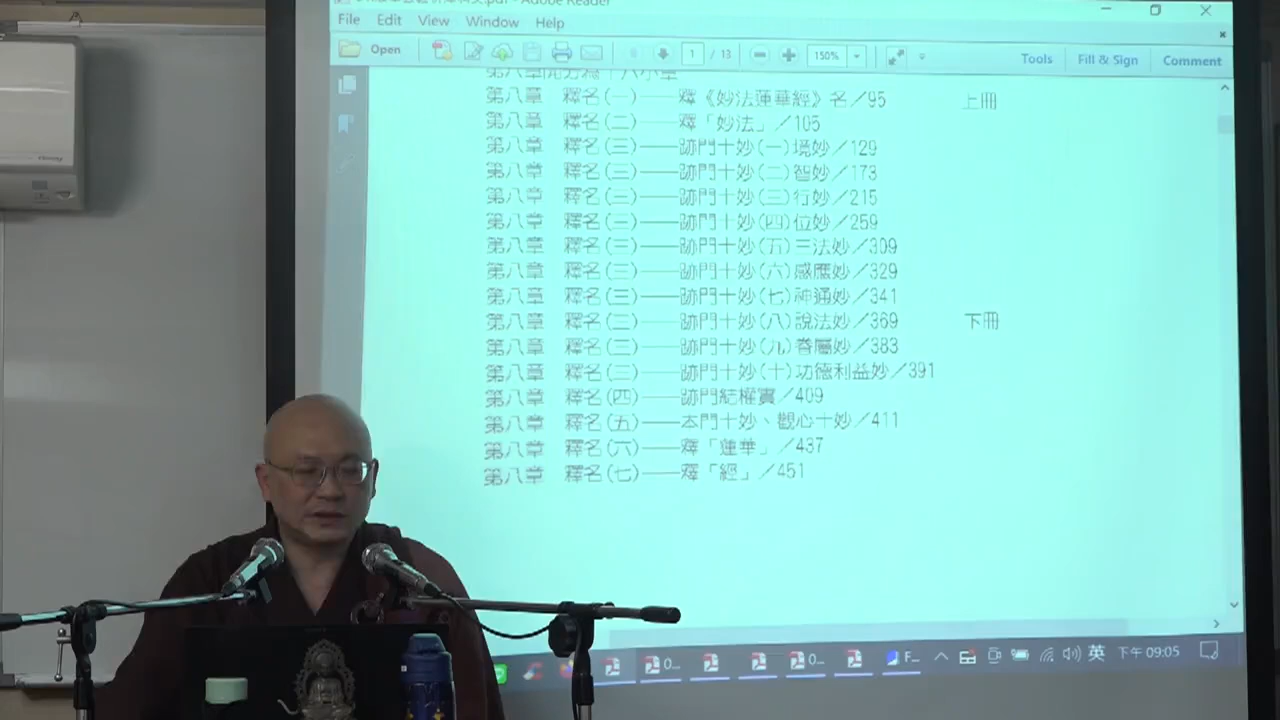 File Edit View Window Help
Open 1 / 13 150% Tools Fill & Sign Comment
第八章開分為十八小章
第八章 釋名(一)——釋《妙法蓮華經》名／95 上冊
第八章 釋名(二)——釋「妙法」／105
第八章 釋名(三)——跡門十妙(一)境妙／129
第八章 釋名(三)——跡門十妙(二)智妙／173
第八章 釋名(三)——跡門十妙(三)行妙／215
第八章 釋名(三)——跡門十妙(四)位妙／259
第八章 釋名(三)——跡門十妙(五)三法妙／309
第八章 釋名(三)——跡門十妙(六)感應妙／329
第八章 釋名(三)——跡門十妙(七)神通妙／341
第八章 釋名(三)——跡門十妙(八)說法妙／369 下冊
第八章 釋名(三)——跡門十妙(九)眷屬妙／383
第八章 釋名(三)——跡門十妙(十)功德利益妙／391
第八章 釋名(四)——跡門結權實／409
第八章 釋名(五)——本門十妙、觀心十妙／411
第八章 釋名(六)——釋「蓮華」／437
第八章 釋名(七)——釋「經」／451
0... 0... F... 英 下午 09:05